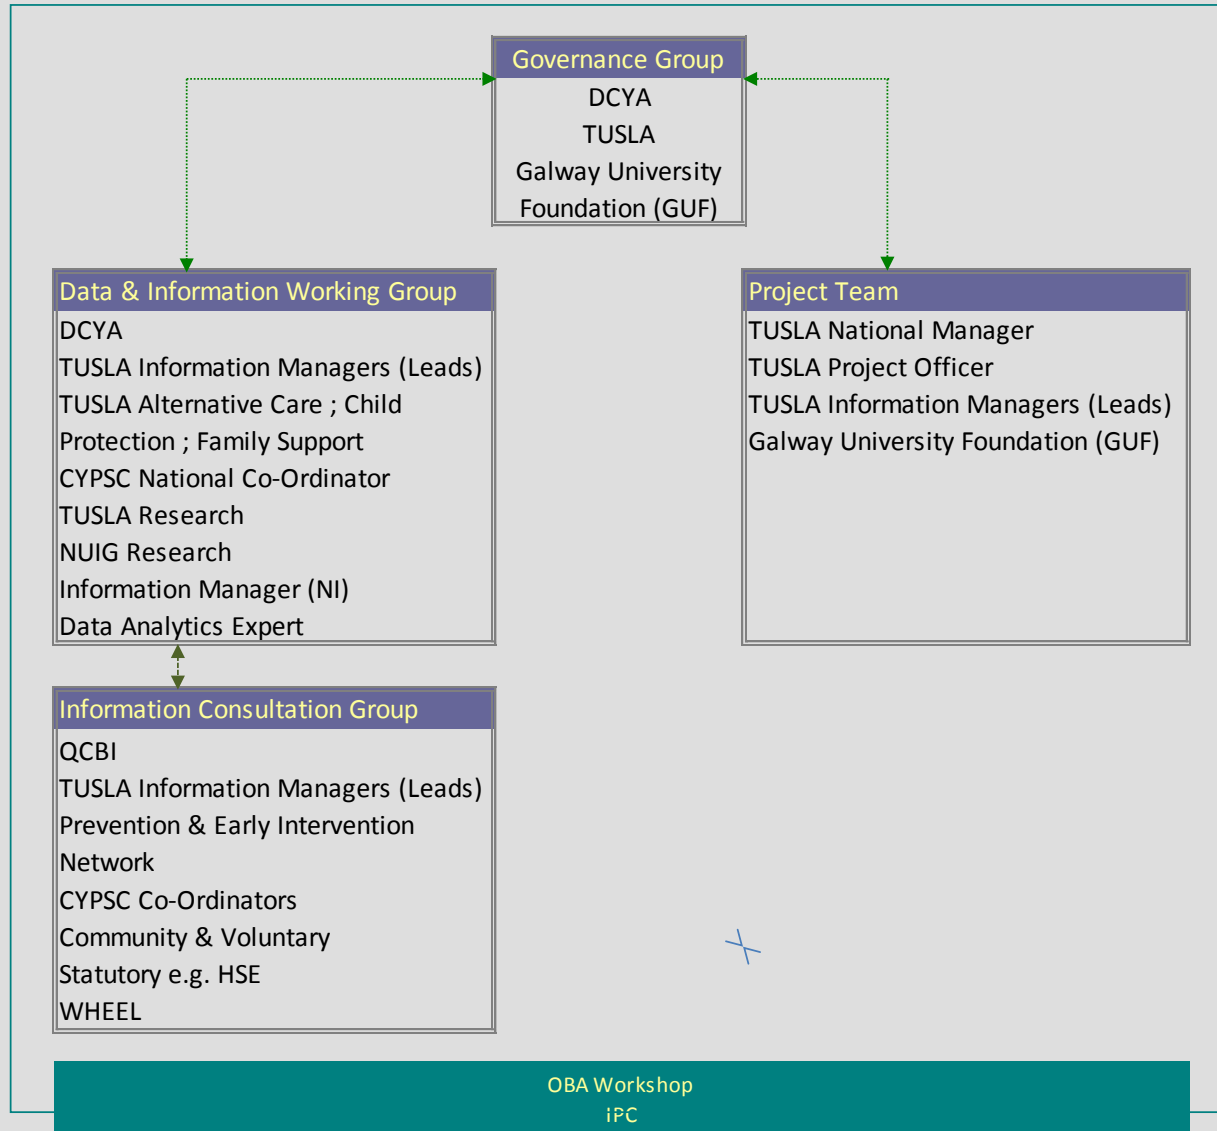 Governance Group
DCYA
TUSLA
Galway University
Foundation (GUF)
Data & Information Working Group
DCYA
TUSLA Information Managers (Leads)
TUSLA Alternative Care ; Child
Protection ; Family Support
CYPSC National Co-Ordinator
TUSLA Research
NUIG Research
Information Manager (NI)
Data Analytics Expert
Project Team
TUSLA National Manager
TUSLA Project Officer
TUSLA Information Managers (Leads)
Galway University Foundation (GUF)
Information Consultation Group
QCBI
TUSLA Information Managers (Leads)
Prevention & Early Intervention
Network
CYPSC Co-Ordinators
Community & Voluntary
Statutory e.g. HSE
WHEEL
OBA Workshop
iPC